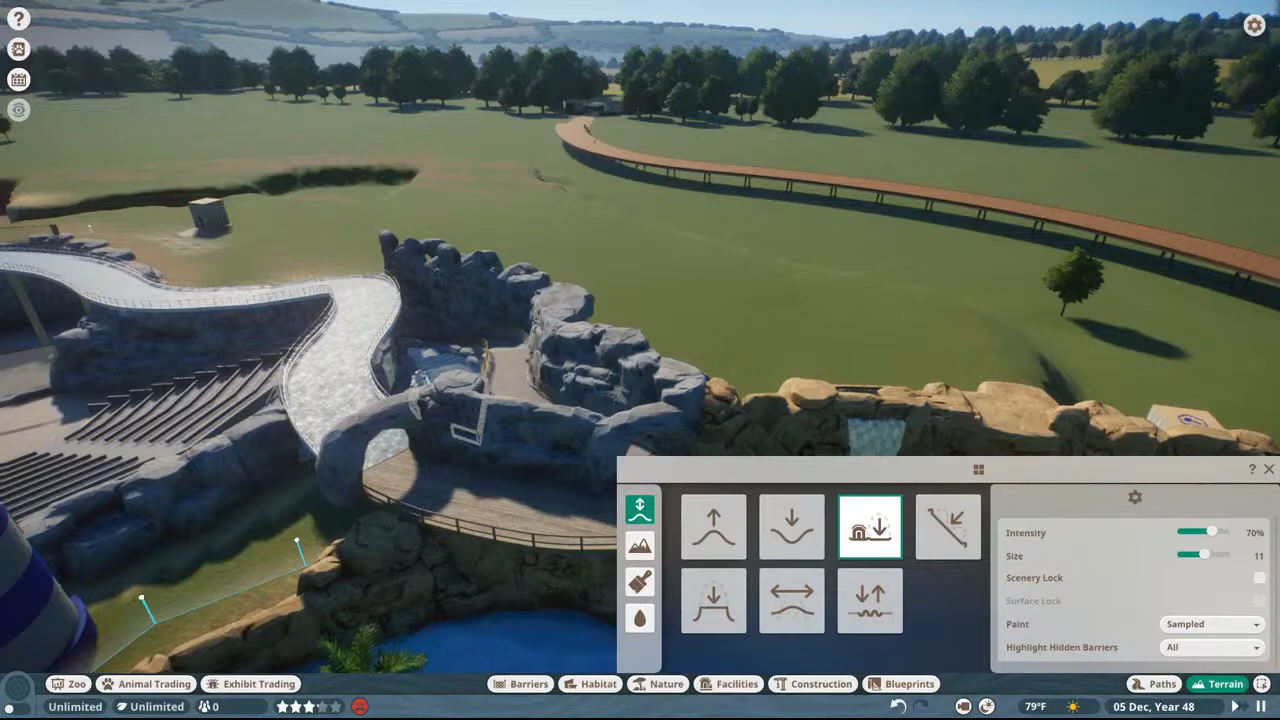 ?
? ×
Intensity 70%
Size 11
Scenery Lock
Surface Lock
Paint Sampled
Highlight Hidden Barriers All
Zoo Animal Trading Exhibit Trading Barriers Habitat Nature Facilities Construction Blueprints Paths Terrain
Unlimited Unlimited 0 79°F 05 Dec, Year 48